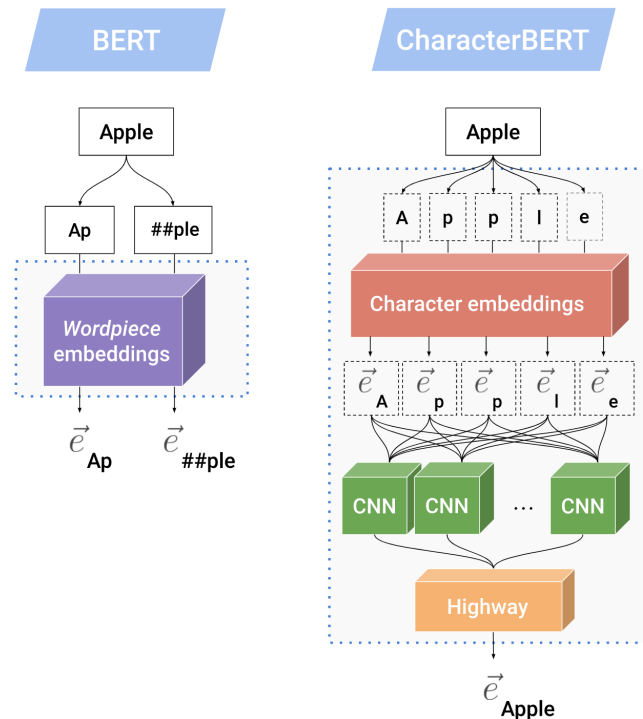 BERT
CharacterBERT
Apple
Apple
Ap
##ple
A p p l e
Wordpiece
embeddings
Character embeddings
e⃗ A e⃗ p e⃗ p e⃗ l e⃗ e
e⃗ Ap
e⃗ ##ple
CNN CNN ... CNN
Highway
e⃗ Apple